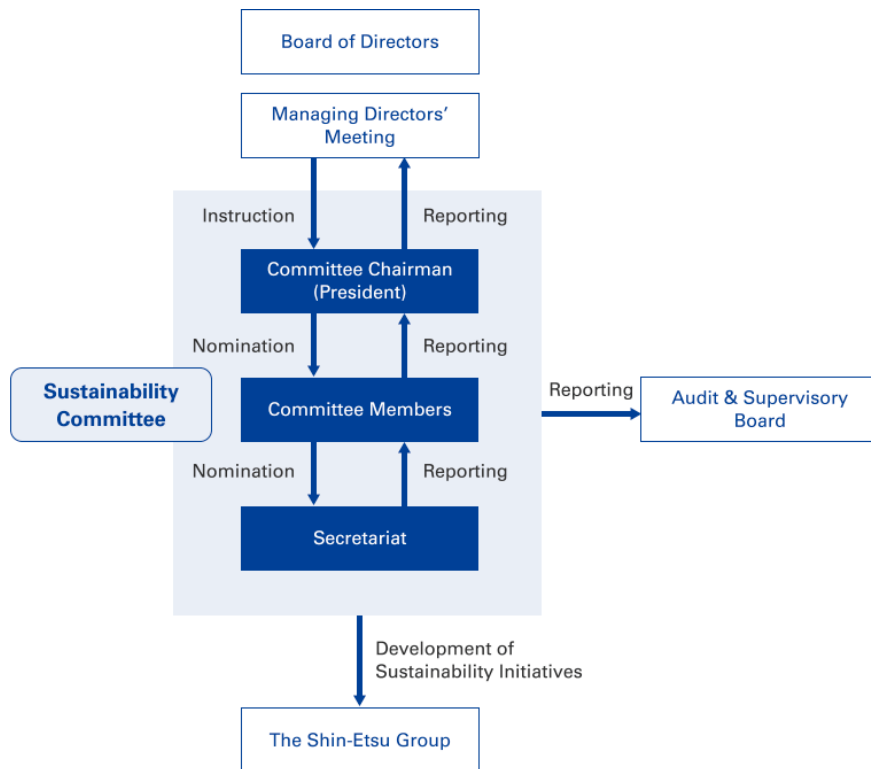 Board of Directors
Managing Directors’
Meeting
Instruction
Reporting
Committee Chairman
(President)
Nomination
Reporting
Sustainability
Committee
Committee Members
Reporting
Audit & Supervisory
Board
Nomination
Reporting
Secretariat
Development of
Sustainability Initiatives
The Shin-Etsu Group